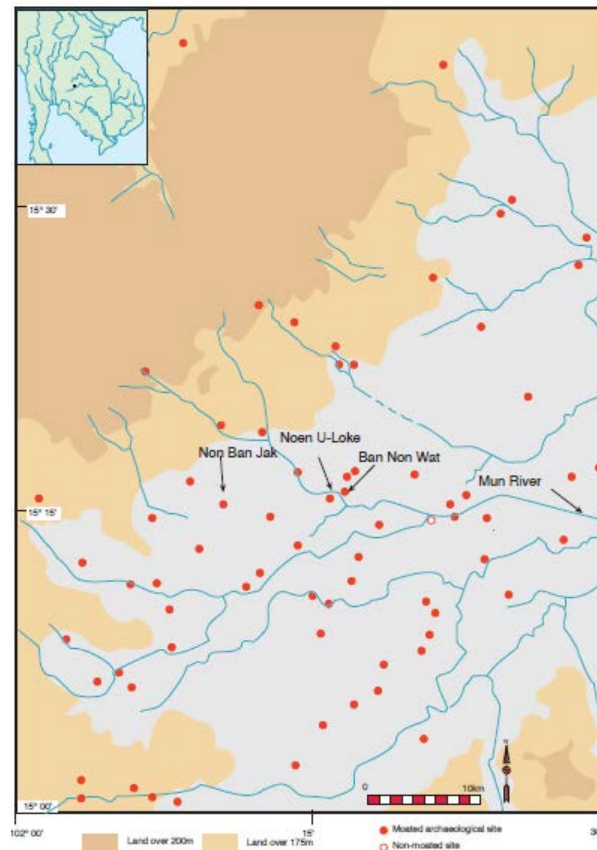 15° 30'
Noen U-Loke
Non Ban Jak
Ban Non Wat
Mun River
15° 15'
15° 00'
0
10km
102° 00'
15'
Land over 200m
Land over 175m
Moated archaeological site
Non-moated site